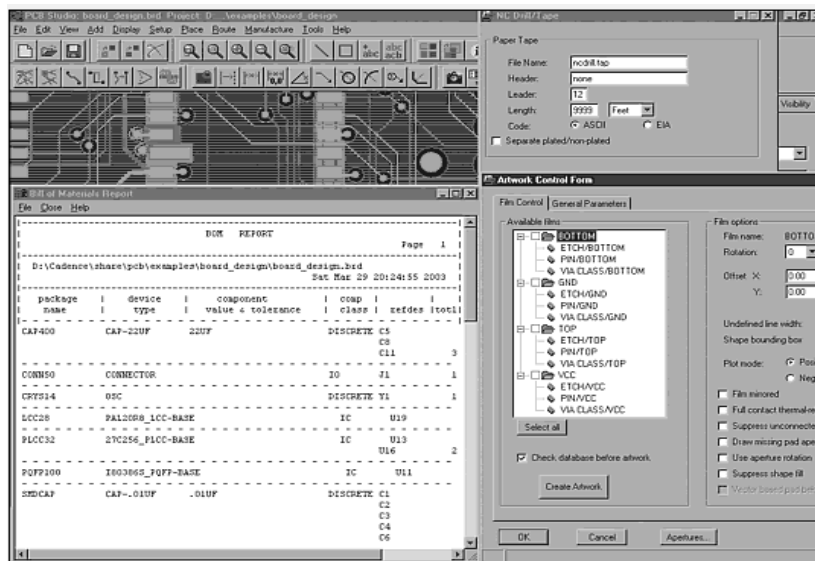 PCB Studio: board_design.brd Project: D:...\examples\board_design
File Edit View Add Display Setup Place Route Manufacture Tools Help
abc
abc
acb
Bill of Materials Report
File Close Help
BOM REPORT
Page 1
D:\Cadence\share\pcb\examples\board_design\board_design.brd
Sat Mar 29 20:24:55 2003
package | device | component comp | | |
name | type | value & tolerance class | refdes |totl
CAP400 CAP-22UF 22UF DISCRETE C5
C8
C11 3
CONN50 CONNECTOR IO J1 1
CRYS14 OSC DISCRETE Y1 1
LCC28 PAL20R8_LCC-BASE IC U19
PLCC32 27C256_PLCC-BASE IC U13
U16 2
PQFP100 I80386S_PQFP-BASE IC U11
SMDCAP CAP-.01UF .01UF DISCRETE C1
C2
C3
C4
C6
NC Drill/Tape
Paper Tape
File Name: ncdrill.tap
Header: none
Leader: 12
Length: 9999 Feet
Code: ASCII EIA
Separate plated/non-plated
Visibility
Artwork Control Form
Film Control General Parameters
Available films
BOTTOM
ETCH/BOTTOM
PIN/BOTTOM
VIA CLASS/BOTTOM
GND
ETCH/GND
PIN/GND
VIA CLASS/GND
TOP
ETCH/TOP
PIN/TOP
VIA CLASS/TOP
VCC
ETCH/VCC
PIN/VCC
VIA CLASS/VCC
Select all
Check database before artwork
Create Artwork
Film options
Film name: BOTTO
Rotation: 0
Offset X: 0.00
Y: 0.00
Undefined line width:
Shape bounding box
Plot mode: Posi
Neg
Film mirrored
Full contact thermal-re
Suppress unconnecte
Draw missing pad ape
Use aperture rotation
Suppress shape fill
Vector based pad beh
OK Cancel Apertures...